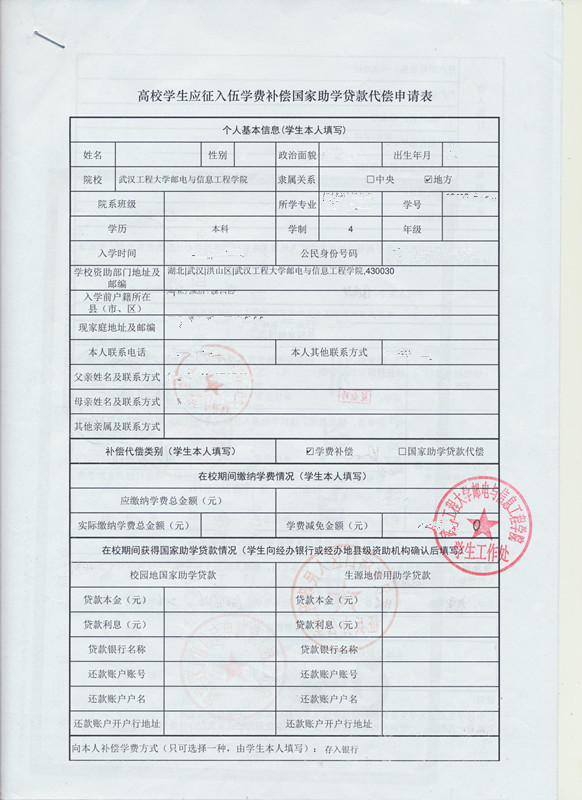 高校学生应征入伍学费补偿国家助学贷款代偿申请表
个人基本信息(学生本人填写)
姓名 性别 政治面貌 出生年月
院校 武汉工程大学邮电与信息工程学院 隶属关系 □中央 ☑地方
院系班级 所学专业 学号
学历 本科 学制 4 年级
入学时间 公民身份号码
学校资助部门地址及邮编 湖北|武汉|洪山区|武汉工程大学邮电与信息工程学院,430030
入学前户籍所在县（市、区）
现家庭地址及邮编
本人联系电话 本人其他联系方式
父亲姓名及联系方式
母亲姓名及联系方式
其他亲属及联系方式
补偿代偿类别（学生本人填写） ☑学费补偿 □国家助学贷款代偿
在校期间缴纳学费情况（学生本人填写）
应缴纳学费总金额（元）
实际缴纳学费总金额（元） 学费减免金额（元） 0
工程大学邮电与信息工程学院
学生工作处
在校期间获得国家助学贷款情况（学生向经办银行或经办地县级资助机构确认后填写）
校园地国家助学贷款 生源地信用助学贷款
贷款本金（元） 贷款本金（元）
贷款利息（元） 贷款利息（元）
贷款银行名称 贷款银行名称
还款账户账号 还款账户账号
还款账户户名 还款账户户名
还款账户开户行地址 还款账户开户行地址
向本人补偿学费方式（只可选择一种，由学生本人填写）： 存入银行